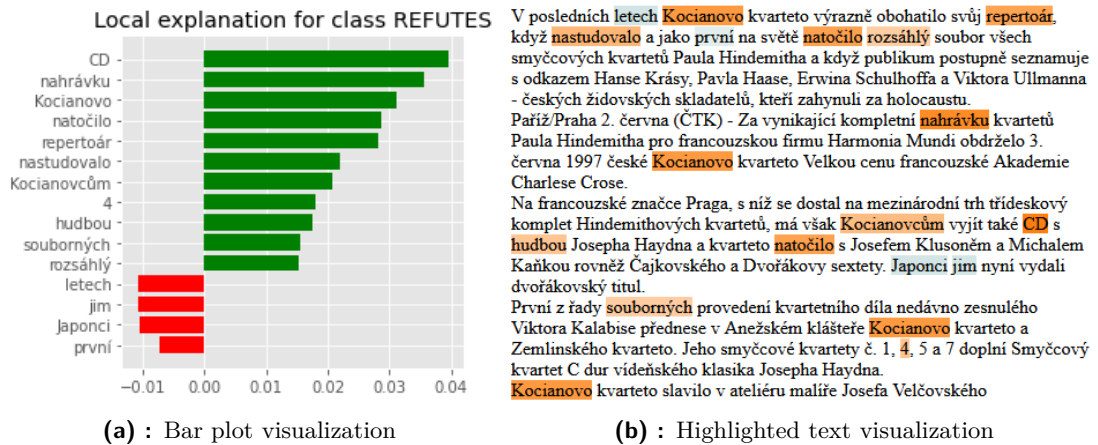 Local explanation for class REFUTES
CD
nahrávku
Kocianovo
natočilo
repertoár
nastudovalo
Kocianovcům
4
hudbou
souborných
rozsáhlý
letech
jim
Japonci
první
−0.01 0.00 0.01 0.02 0.03 0.04
(a) : Bar plot visualization
V posledních letech Kocianovo kvarteto výrazně obohatilo svůj repertoár,
když nastudovalo a jako první na světě natočilo rozsáhlý soubor všech
smyčcových kvartetů Paula Hindemitha a když publikum postupně seznamuje
s odkazem Hanse Krásy, Pavla Haase, Erwina Schulhoffa a Viktora Ullmanna
- českých židovských skladatelů, kteří zahynuli za holocaustu.
Paříž/Praha 2. června (ČTK) - Za vynikající kompletní nahrávku kvartetů
Paula Hindemitha pro francouzskou firmu Harmonia Mundi obdrželo 3.
června 1997 české Kocianovo kvarteto Velkou cenu francouzské Akademie
Charlese Crose.
Na francouzské značce Praga, s níž se dostal na mezinárodní trh třídeskový
komplet Hindemithových kvartetů, má však Kocianovcům vyjít také CD s
hudbou Josepha Haydna a kvarteto natočilo s Josefem Klusoněm a Michalem
Kaňkou rovněž Čajkovského a Dvořákovy sextety. Japonci jim nyní vydali
dvořákovský titul.
První z řady souborných provedení kvartetního díla nedávno zesnulého
Viktora Kalabise přednese v Anežském klášteře Kocianovo kvarteto a
Zemlinského kvarteto. Jeho smyčcové kvartety č. 1, 4, 5 a 7 doplní Smyčcový
kvartet C dur vídeňského klasika Josepha Haydna.
Kocianovo kvarteto slavilo v ateliéru malíře Josefa Velčovského
(b) : Highlighted text visualization